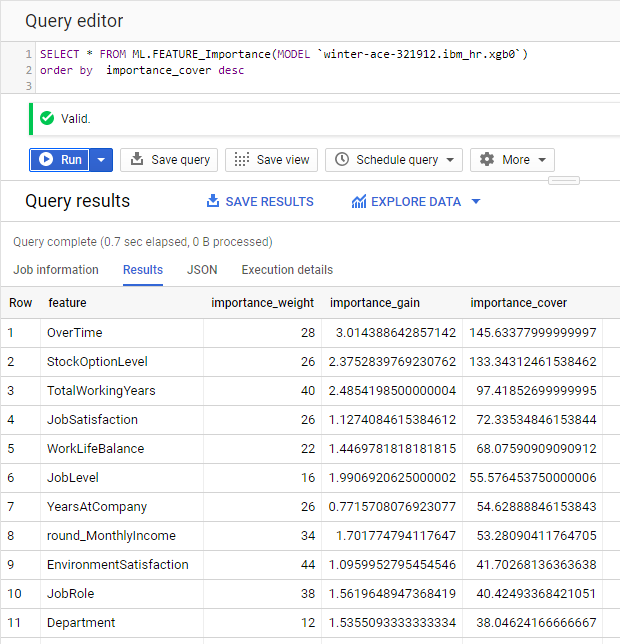 Query editor
1 SELECT * FROM ML.FEATURE_Importance(MODEL `winter-ace-321912.ibm_hr.xgb0`)
2 order by  importance_cover desc
3
Valid.
Run Save query Save view Schedule query More
Query results SAVE RESULTS EXPLORE DATA
Query complete (0.7 sec elapsed, 0 B processed)
Job information Results JSON Execution details
Row feature importance_weight importance_gain importance_cover
1 OverTime 28 3.014388642857142 145.63377999999997
2 StockOptionLevel 26 2.3752839769230762 133.34312461538462
3 TotalWorkingYears 40 2.4854198500000004 97.41852699999995
4 JobSatisfaction 26 1.1274084615384612 72.33534846153844
5 WorkLifeBalance 22 1.4469781818181815 68.07590909090912
6 JobLevel 16 1.9906920625000002 55.576453750000006
7 YearsAtCompany 26 0.7715708076923077 54.62888846153843
8 round_MonthlyIncome 34 1.701774794117647 53.28090411764705
9 EnvironmentSatisfaction 44 1.0959952795454546 41.70268136363638
10 JobRole 38 1.5619648947368419 40.42493368421051
11 Department 12 1.5355093333333334 38.04624166666667